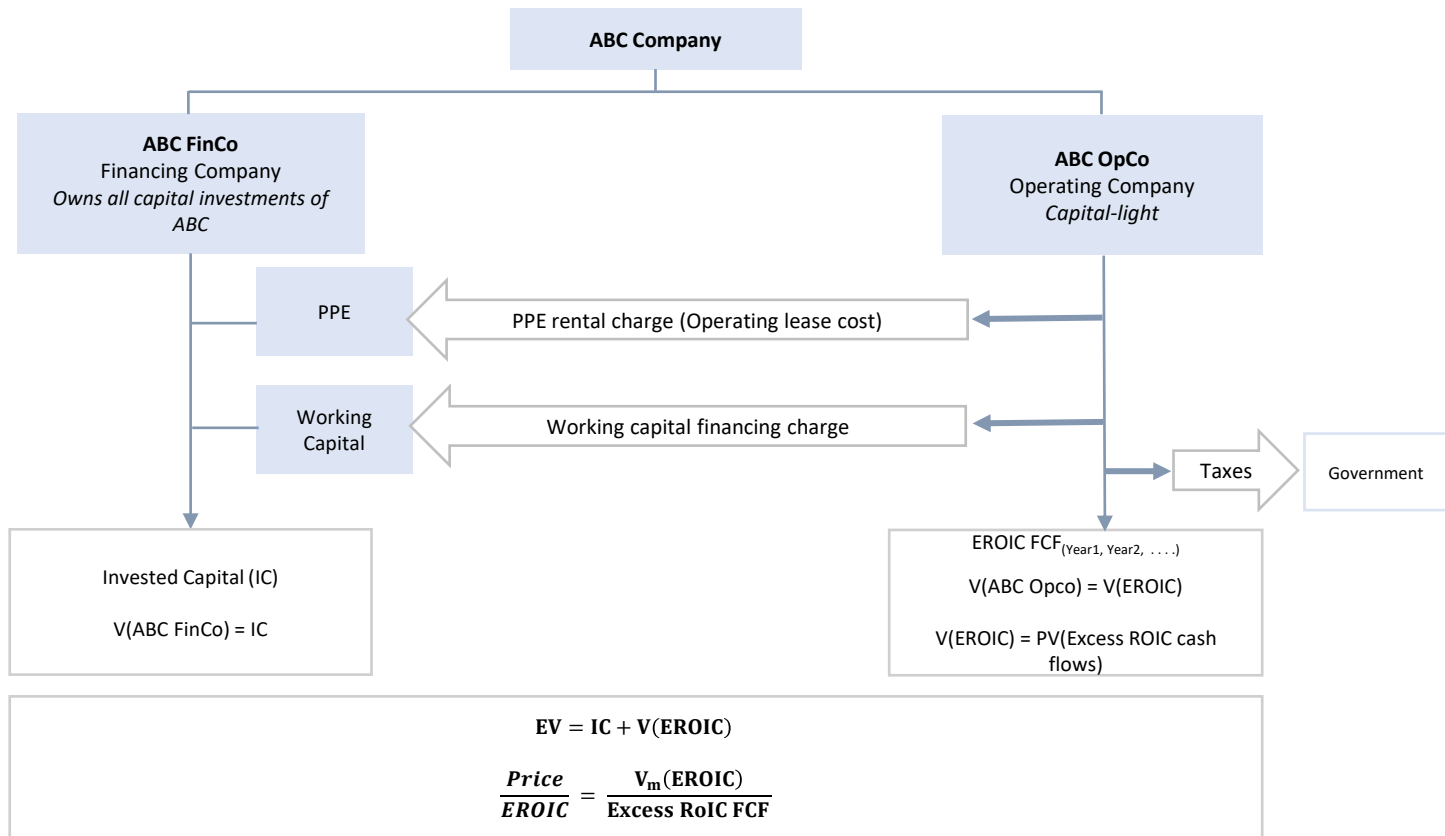 ABC Company
ABC FinCo
Financing Company
Owns all capital investments of
ABC
ABC OpCo
Operating Company
Capital-light
PPE
PPE rental charge (Operating lease cost)
Working
Capital
Working capital financing charge
Taxes
Government
Invested Capital (IC)
V(ABC FinCo) = IC
EROIC FCF(Year1, Year2, ....)
V(ABC Opco) = V(EROIC)
V(EROIC) = PV(Excess ROIC cash
flows)
EV = IC + V(EROIC)
Price / EROIC = Vm(EROIC) / Excess RoIC FCF